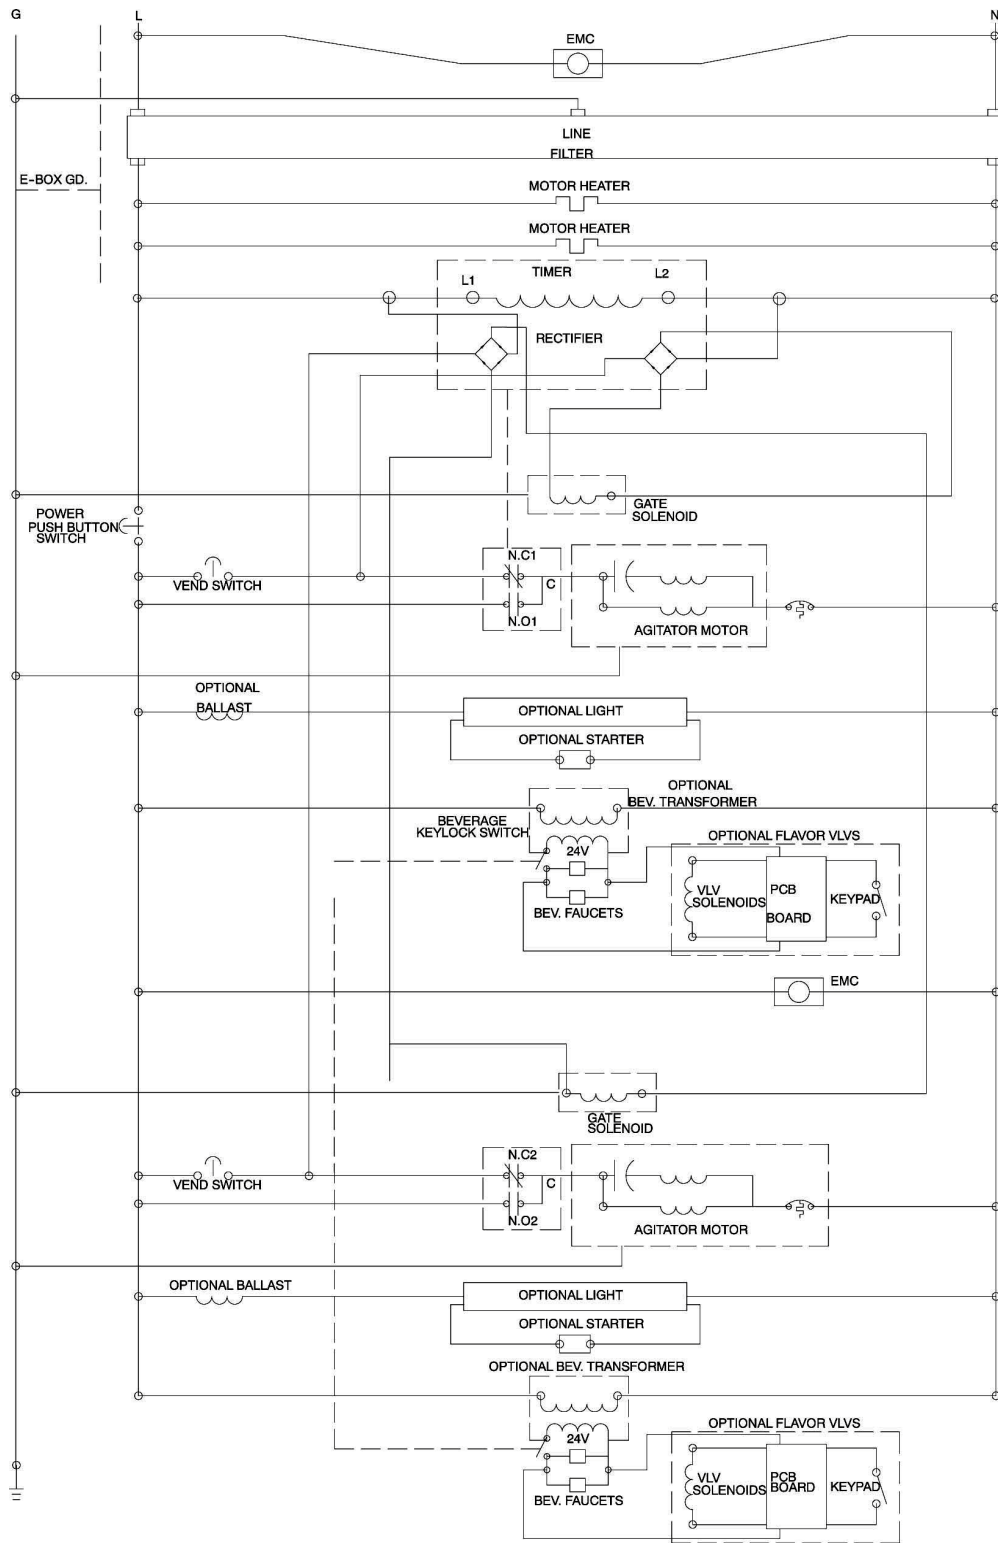 G L N
EMC
LINE
FILTER
E-BOX GD.
MOTOR HEATER
MOTOR HEATER
TIMER
L1 L2
RECTIFIER
GATE
SOLENOID
POWER
PUSH BUTTON
SWITCH
VEND SWITCH
N.C1
C
N.O1
AGITATOR MOTOR
OPTIONAL
BALLAST
OPTIONAL LIGHT
OPTIONAL STARTER
OPTIONAL
BEV. TRANSFORMER
BEVERAGE
KEYLOCK SWITCH
24V
BEV. FAUCETS
OPTIONAL FLAVOR VLVS
VLV
SOLENOIDS
PCB
BOARD
KEYPAD
EMC
GATE
SOLENOID
VEND SWITCH
N.C2
C
N.O2
AGITATOR MOTOR
OPTIONAL BALLAST
OPTIONAL LIGHT
OPTIONAL STARTER
OPTIONAL BEV. TRANSFORMER
24V
BEV. FAUCETS
OPTIONAL FLAVOR VLVS
VLV
SOLENOIDS
PCB
BOARD
KEYPAD